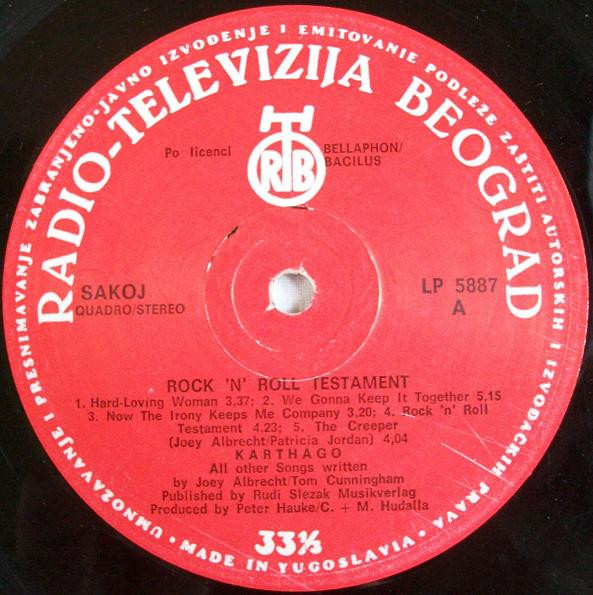 UMNOŽAVANJE I PRESNIMAVANJE ZABRANJENO•JAVNO IZVOĐENJE I EMITOVANJE PODLEŽE ZAŠTITI AUTORSKIH I IZVOĐAČKIH PRAVA • MADE IN YUGOSLAVIA •
RADIO-TELEVIZIJA BEOGRAD
RTB
Po licenci BELLAPHON/
BACILUS
SAKOJ
QUADRO/STEREO
LP 5887
A
ROCK 'N' ROLL TESTAMENT
1. Hard-Loving Woman 3,37; 2. We Gonna Keep It Together 5,15
3. Now The Irony Keeps Me Company 3,20; 4. Rock 'n' Roll
Testament 4,23; 5. The Creeper
(Joey Albrecht/Patricia Jordan) 4,04
KARTHAGO
All other Songs written
by Joey Albrecht/Tom Cunningham
Published by Rudi Slezak Musikverlag
Produced by Peter Hauke/C. + M. Hudalla
33⅓